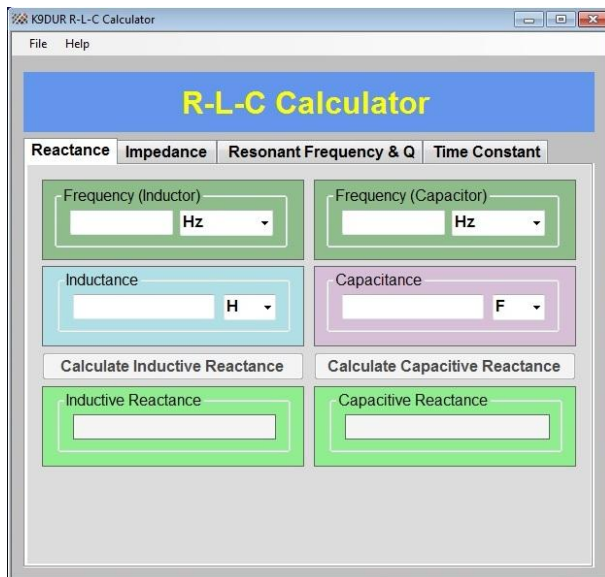 K9DUR R-L-C Calculator
File Help
R-L-C Calculator
Reactance Impedance Resonant Frequency & Q Time Constant
Frequency (Inductor) Frequency (Capacitor)
Hz Hz
Inductance Capacitance
H F
Calculate Inductive Reactance Calculate Capacitive Reactance
Inductive Reactance Capacitive Reactance